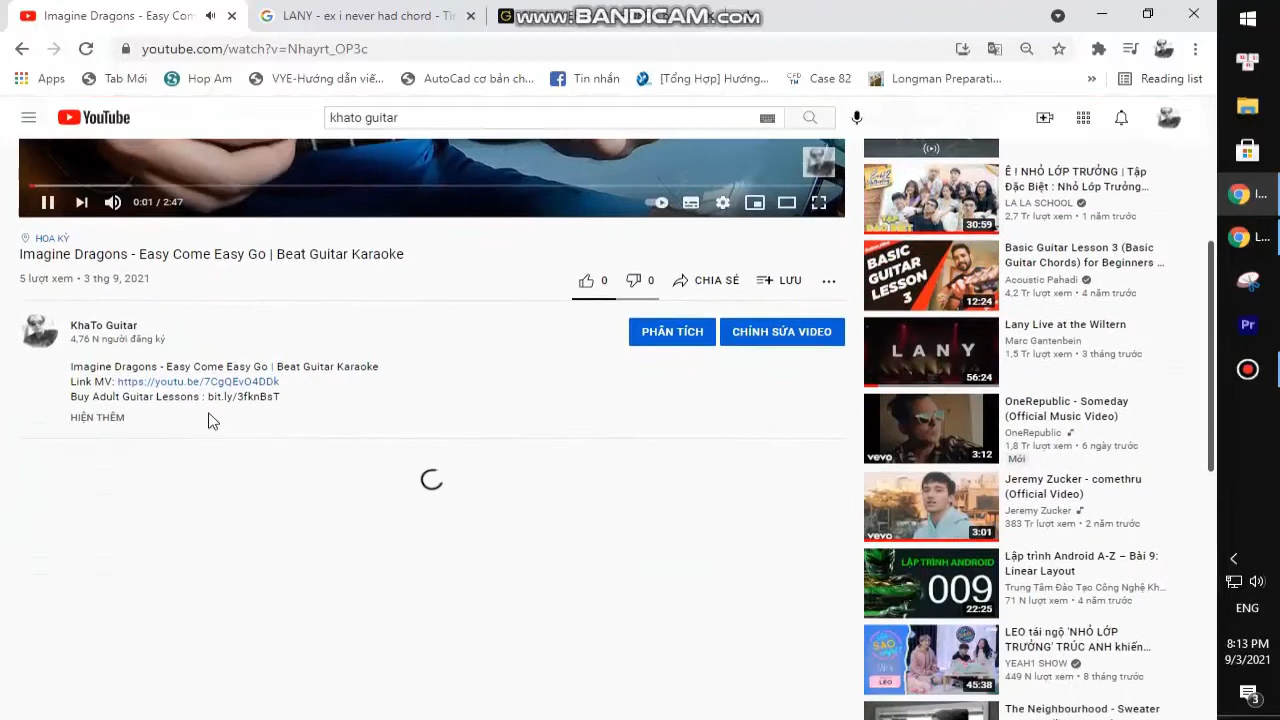 Imagine Dragons - Easy Com
LANY - ex i never had chord - T
www.BANDICAM.com
youtube.com/watch?v=Nhayrt_OP3c
Apps
Tab Mới
Hop Am
VYE-Hướng dẫn viế...
AutoCad cơ bản ch...
Tin nhắn
[Tổng Hợp] Hướng...
Case 82
Longman Preparati...
»
Reading list
YouTube
khato guitar
0:01 / 2:47
HOA KỲ
Imagine Dragons - Easy Come Easy Go | Beat Guitar Karaoke
5 lượt xem • 3 thg 9, 2021
0
0
CHIA SẺ
LƯU
KhaTo Guitar
4,76 N người đăng ký
PHÂN TÍCH
CHỈNH SỬA VIDEO
Imagine Dragons - Easy Come Easy Go | Beat Guitar Karaoke
Link MV: https://youtu.be/7CgQEvO4DDk
Buy Adult Guitar Lessons : bit.ly/3fknBsT
HIỆN THÊM
Ê ! NHỎ LỚP TRƯỞNG | Tập
Đặc Biệt : Nhỏ Lớp Trưởng...
LA LA SCHOOL
2,7 Tr lượt xem • 1 năm trước
30:59
BASIC
GUITAR
LESSON
3
12:24
Basic Guitar Lesson 3 (Basic
Guitar Chords) for Beginners ...
Acoustic Pahadi
4,2 Tr lượt xem • 4 năm trước
LANY
56:24
Lany Live at the Wiltern
Marc Gantenbein
1,5 Tr lượt xem • 3 tháng trước
vevo
3:12
OneRepublic - Someday
(Official Music Video)
OneRepublic
1,8 Tr lượt xem • 6 ngày trước
Mới
vevo
3:01
Jeremy Zucker - comethru
(Official Video)
Jeremy Zucker
383 Tr lượt xem • 2 năm trước
LẬP TRÌNH ANDROID
009
22:25
Lập trình Android A-Z – Bài 9:
Linear Layout
Trung Tâm Đào Tạo Công Nghệ Kh...
71 N lượt xem • 4 năm trước
LEO
45:38
LEO tái ngộ 'NHỎ LỚP
TRƯỞNG' TRÚC ANH khiến...
YEAH1 SHOW
449 N lượt xem • 8 tháng trước
The Neighbourhood - Sweater
I...
L...
Pr
ENG
8:13 PM
9/3/2021
3